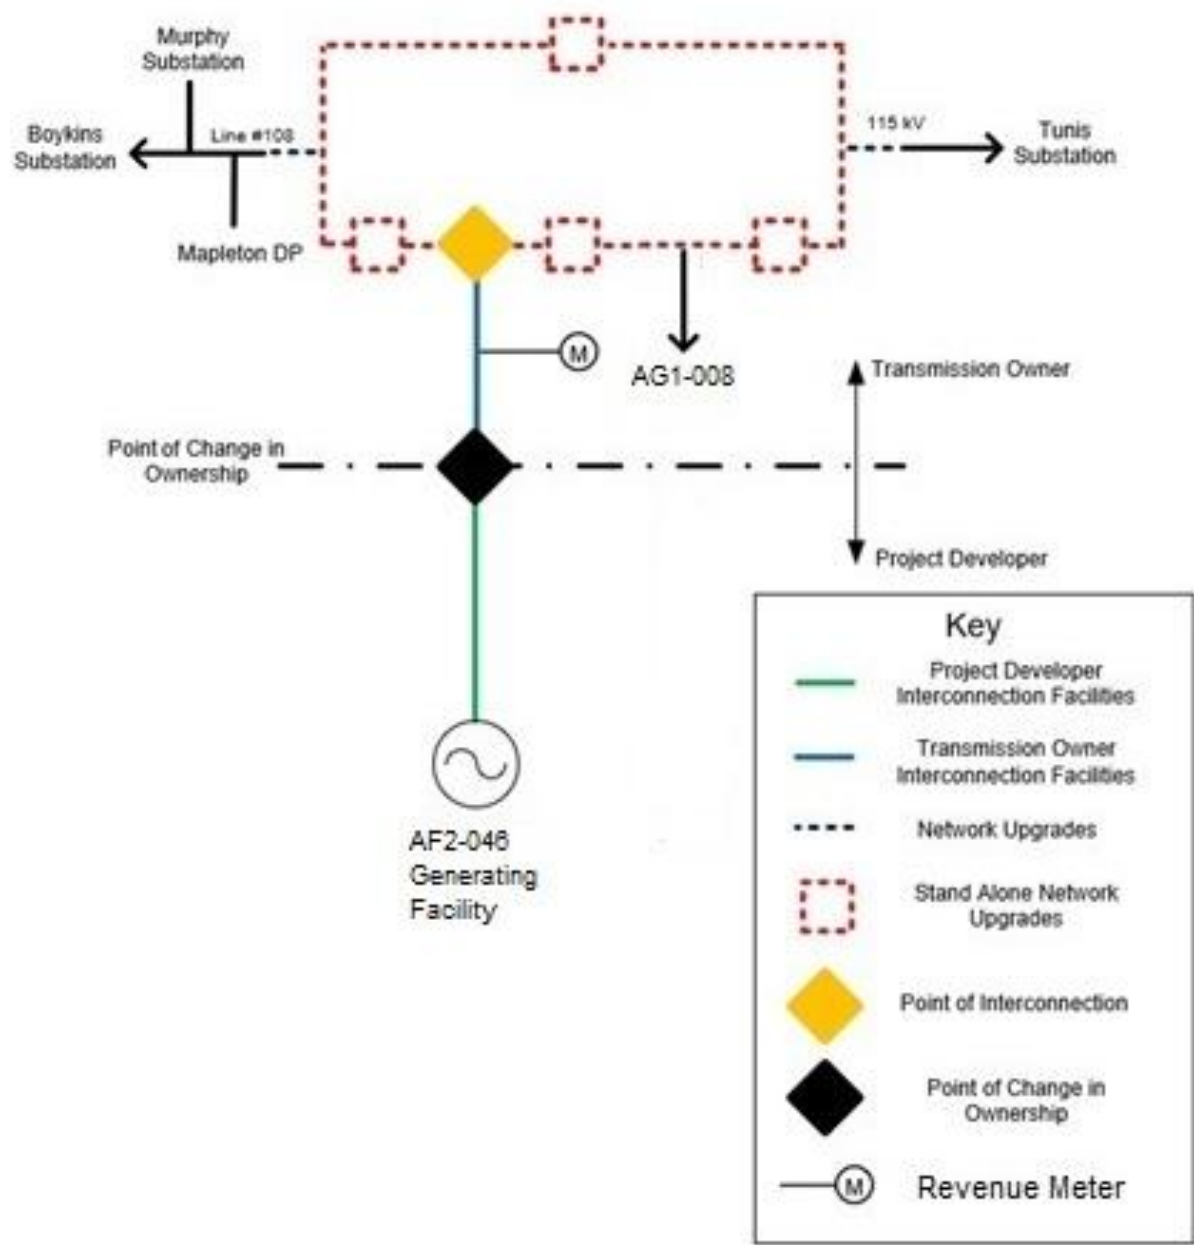 Murphy
Substation
Boykins
Substation
Line #108
Mapleton DP
115 kV
Tunis
Substation
M
AG1-008
Transmission Owner
Point of Change in
Ownership
Project Developer
AF2-046
Generating
Facility
Key
Project Developer
Interconnection Facilities
Transmission Owner
Interconnection Facilities
Network Upgrades
Stand Alone Network
Upgrades
Point of Interconnection
Point of Change in
Ownership
M
Revenue Meter